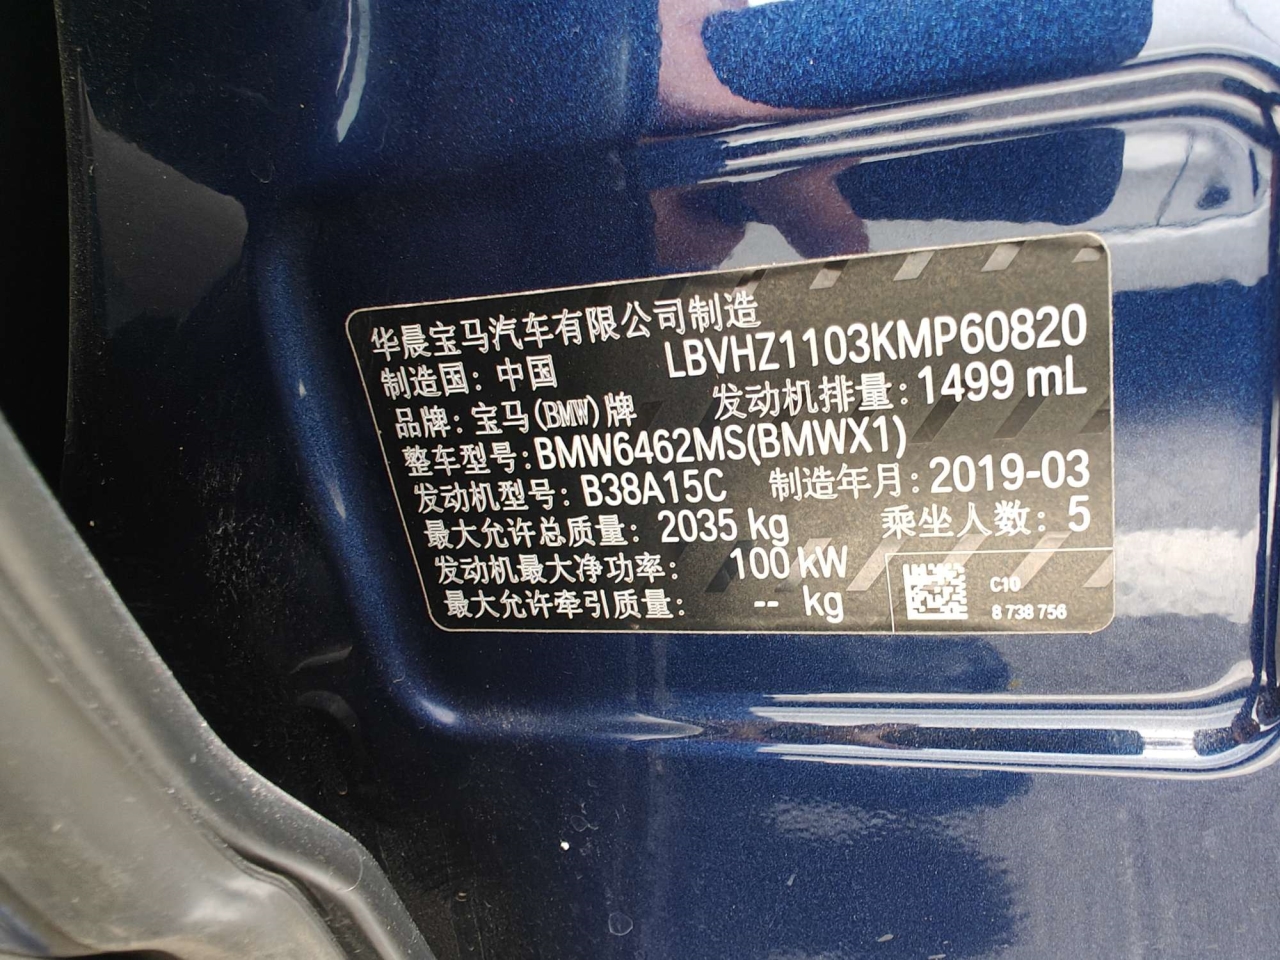 华晨宝马汽车有限公司制造
制造国：中国 LBVHZ1103KMP60820
品牌：宝马(BMW)牌 发动机排量：1499 mL
整车型号：BMW6462MS(BMWX1)
发动机型号：B38A15C 制造年月：2019-03
最大允许总质量：2035 kg 乘坐人数：5
发动机最大净功率：100 kW
最大允许牵引质量：-- kg
C10
8 738 756